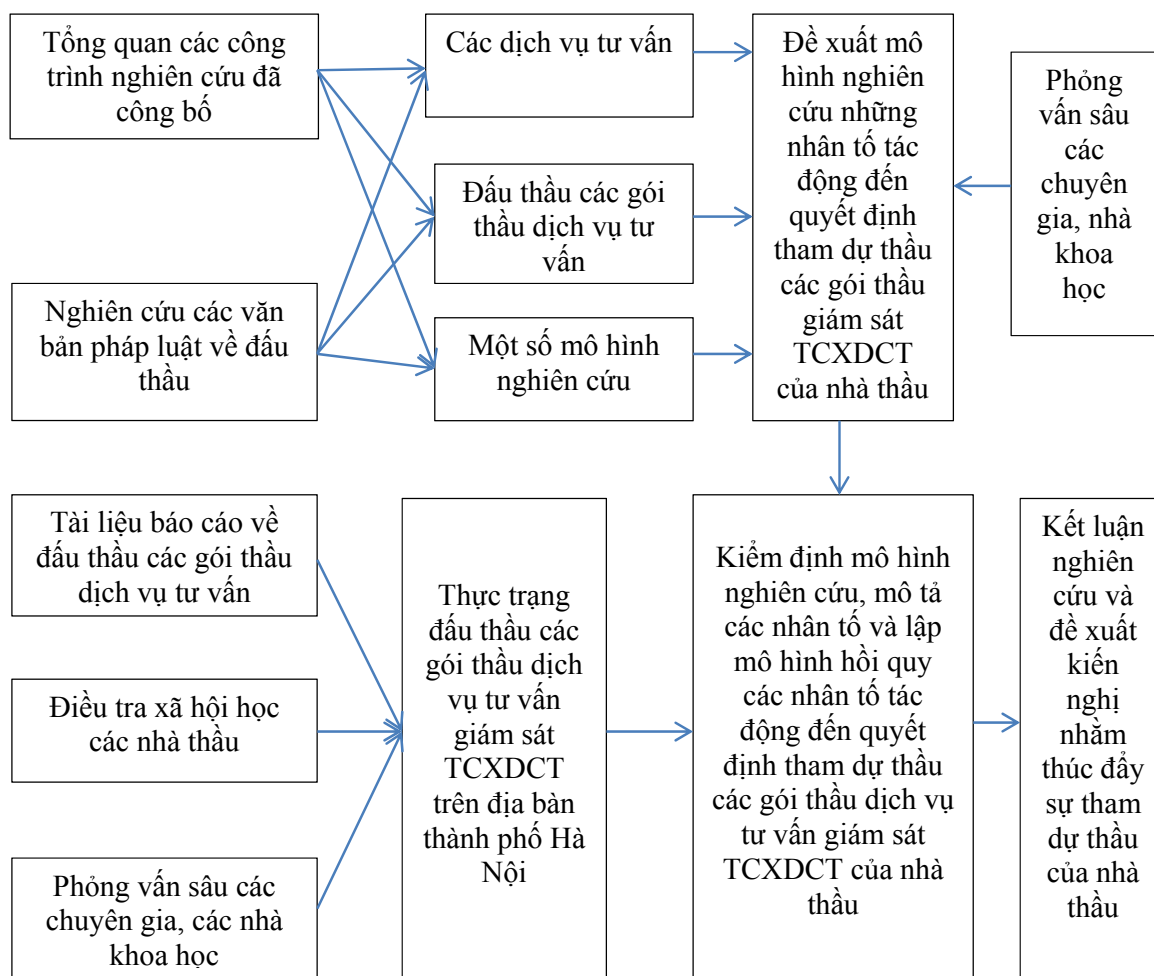 Tổng quan các công
trình nghiên cứu đã
công bố
Nghiên cứu các văn
bản pháp luật về đấu
thầu
Các dịch vụ tư vấn
Đấu thầu các gói
thầu dịch vụ tư
vấn
Một số mô hình
nghiên cứu
Đề xuất mô
hình nghiên
cứu những
nhân tố tác
động đến
quyết định
tham dự thầu
các gói thầu
giám sát
TCXDCT
của nhà thầu
Phỏng
vấn sâu
các
chuyên
gia, nhà
khoa
học
Tài liệu báo cáo về
đấu thầu các gói thầu
dịch vụ tư vấn
Điều tra xã hội học
các nhà thầu
Phỏng vấn sâu các
chuyên gia, các nhà
khoa học
Thực trạng
đấu thầu các
gói thầu dịch
vụ tư vấn
giám sát
TCXDCT
trên địa bàn
thành phố Hà
Nội
Kiểm định mô hình
nghiên cứu, mô tả
các nhân tố và lập
mô hình hồi quy
các nhân tố tác
động đến quyết
định tham dự thầu
các gói thầu dịch vụ
tư vấn giám sát
TCXDCT của nhà
thầu
Kết luận
nghiên
cứu và
đề xuất
kiến
nghị
nhằm
thúc đẩy
sự tham
dự thầu
của nhà
thầu